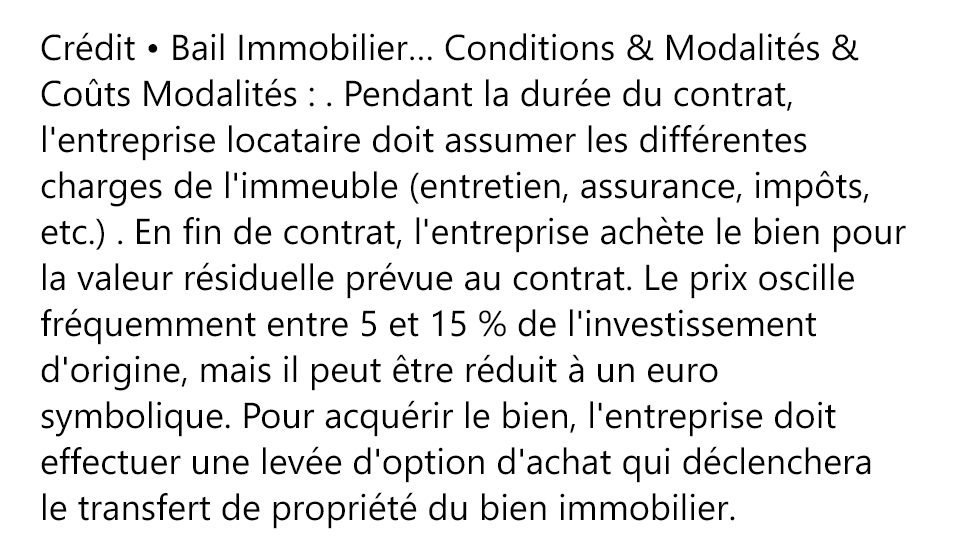 Crédit • Bail Immobilier... Conditions & Modalités &
Coûts Modalités : . Pendant la durée du contrat,
l'entreprise locataire doit assumer les différentes
charges de l'immeuble (entretien, assurance, impôts,
etc.) . En fin de contrat, l'entreprise achète le bien pour
la valeur résiduelle prévue au contrat. Le prix oscille
fréquemment entre 5 et 15 % de l'investissement
d'origine, mais il peut être réduit à un euro
symbolique. Pour acquérir le bien, l'entreprise doit
effectuer une levée d'option d'achat qui déclenchera
le transfert de propriété du bien immobilier.